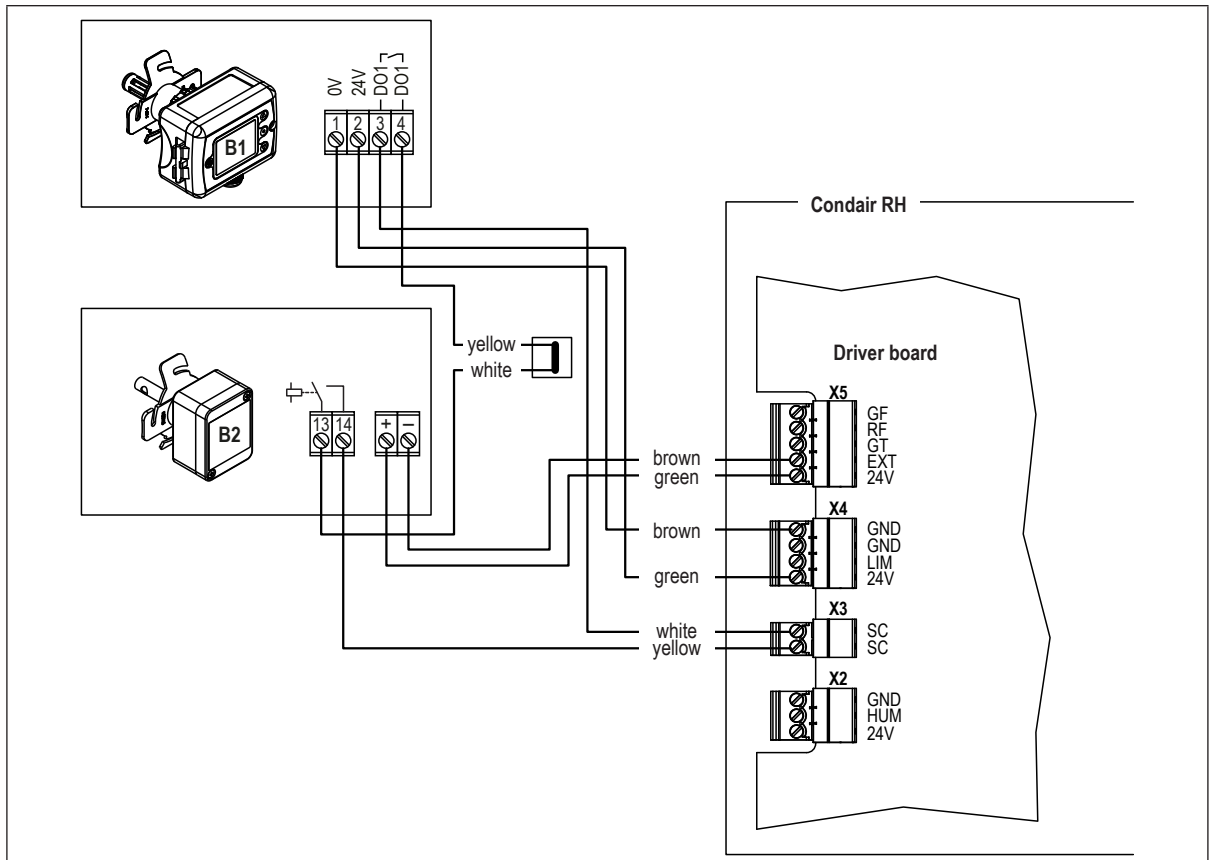 0V
24V
DO1
DO1
1 2 3 4
B1
yellow
white
B2
13 14
+ −
Condair RH
Driver board
X5
GF
RF
GT
brown EXT
green 24V
X4
brown GND
GND
LIM
green 24V
X3
white SC
yellow SC
X2
GND
HUM
24V